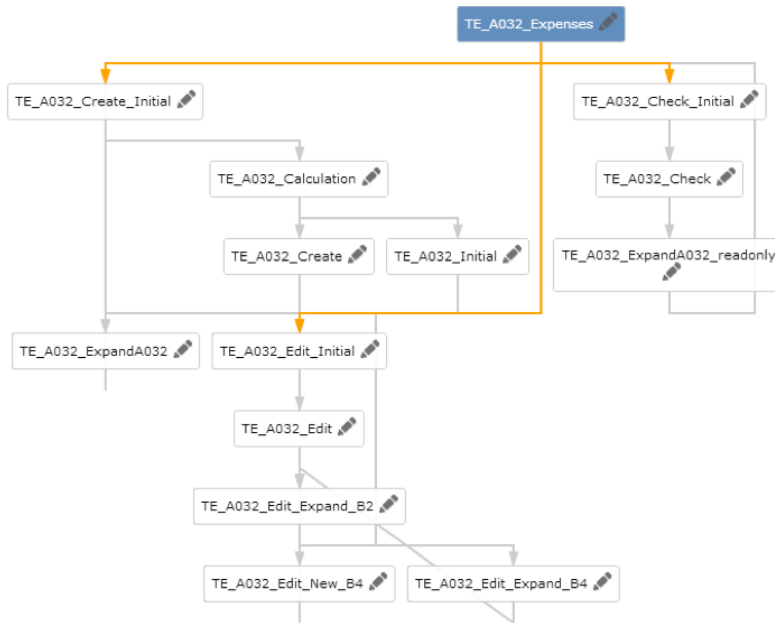 TE_A032_Expenses
TE_A032_Create_Initial
TE_A032_Check_Initial
TE_A032_Calculation
TE_A032_Check
TE_A032_Create
TE_A032_Initial
TE_A032_ExpandA032_readonly
TE_A032_ExpandA032
TE_A032_Edit_Initial
TE_A032_Edit
TE_A032_Edit_Expand_B2
TE_A032_Edit_New_B4
TE_A032_Edit_Expand_B4